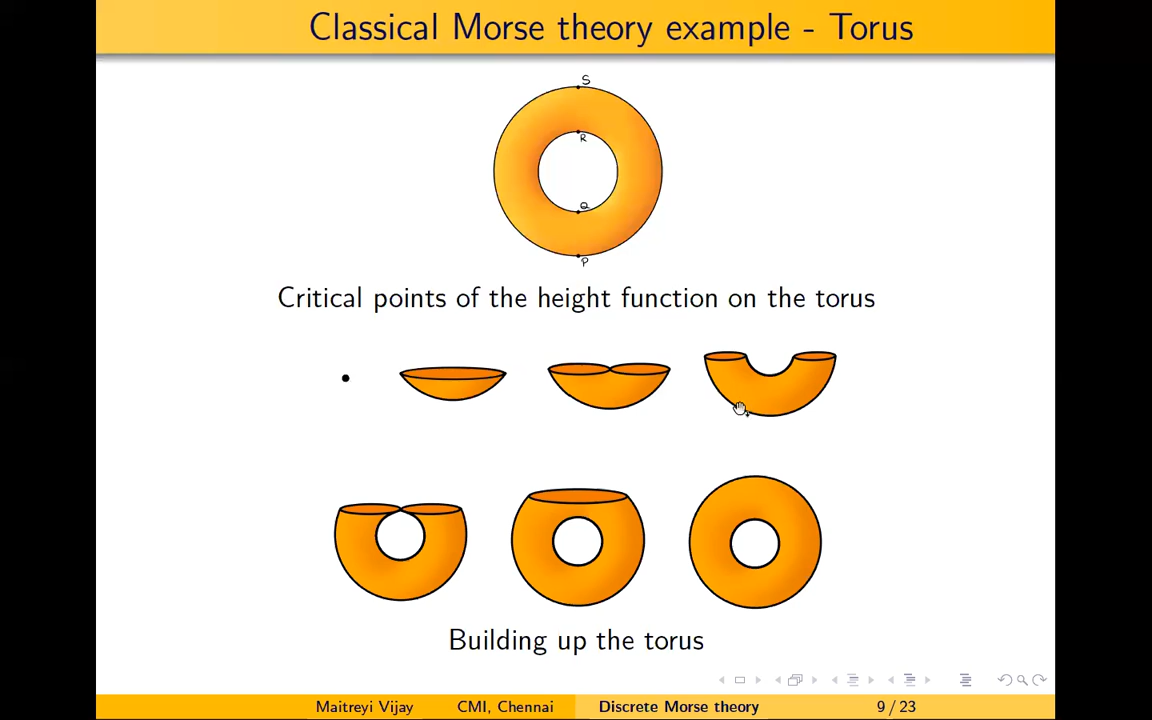 Classical Morse theory example - Torus
S
R
Q
P
Critical points of the height function on the torus
Building up the torus
Maitreyi Vijay CMI, Chennai Discrete Morse theory 9 / 23